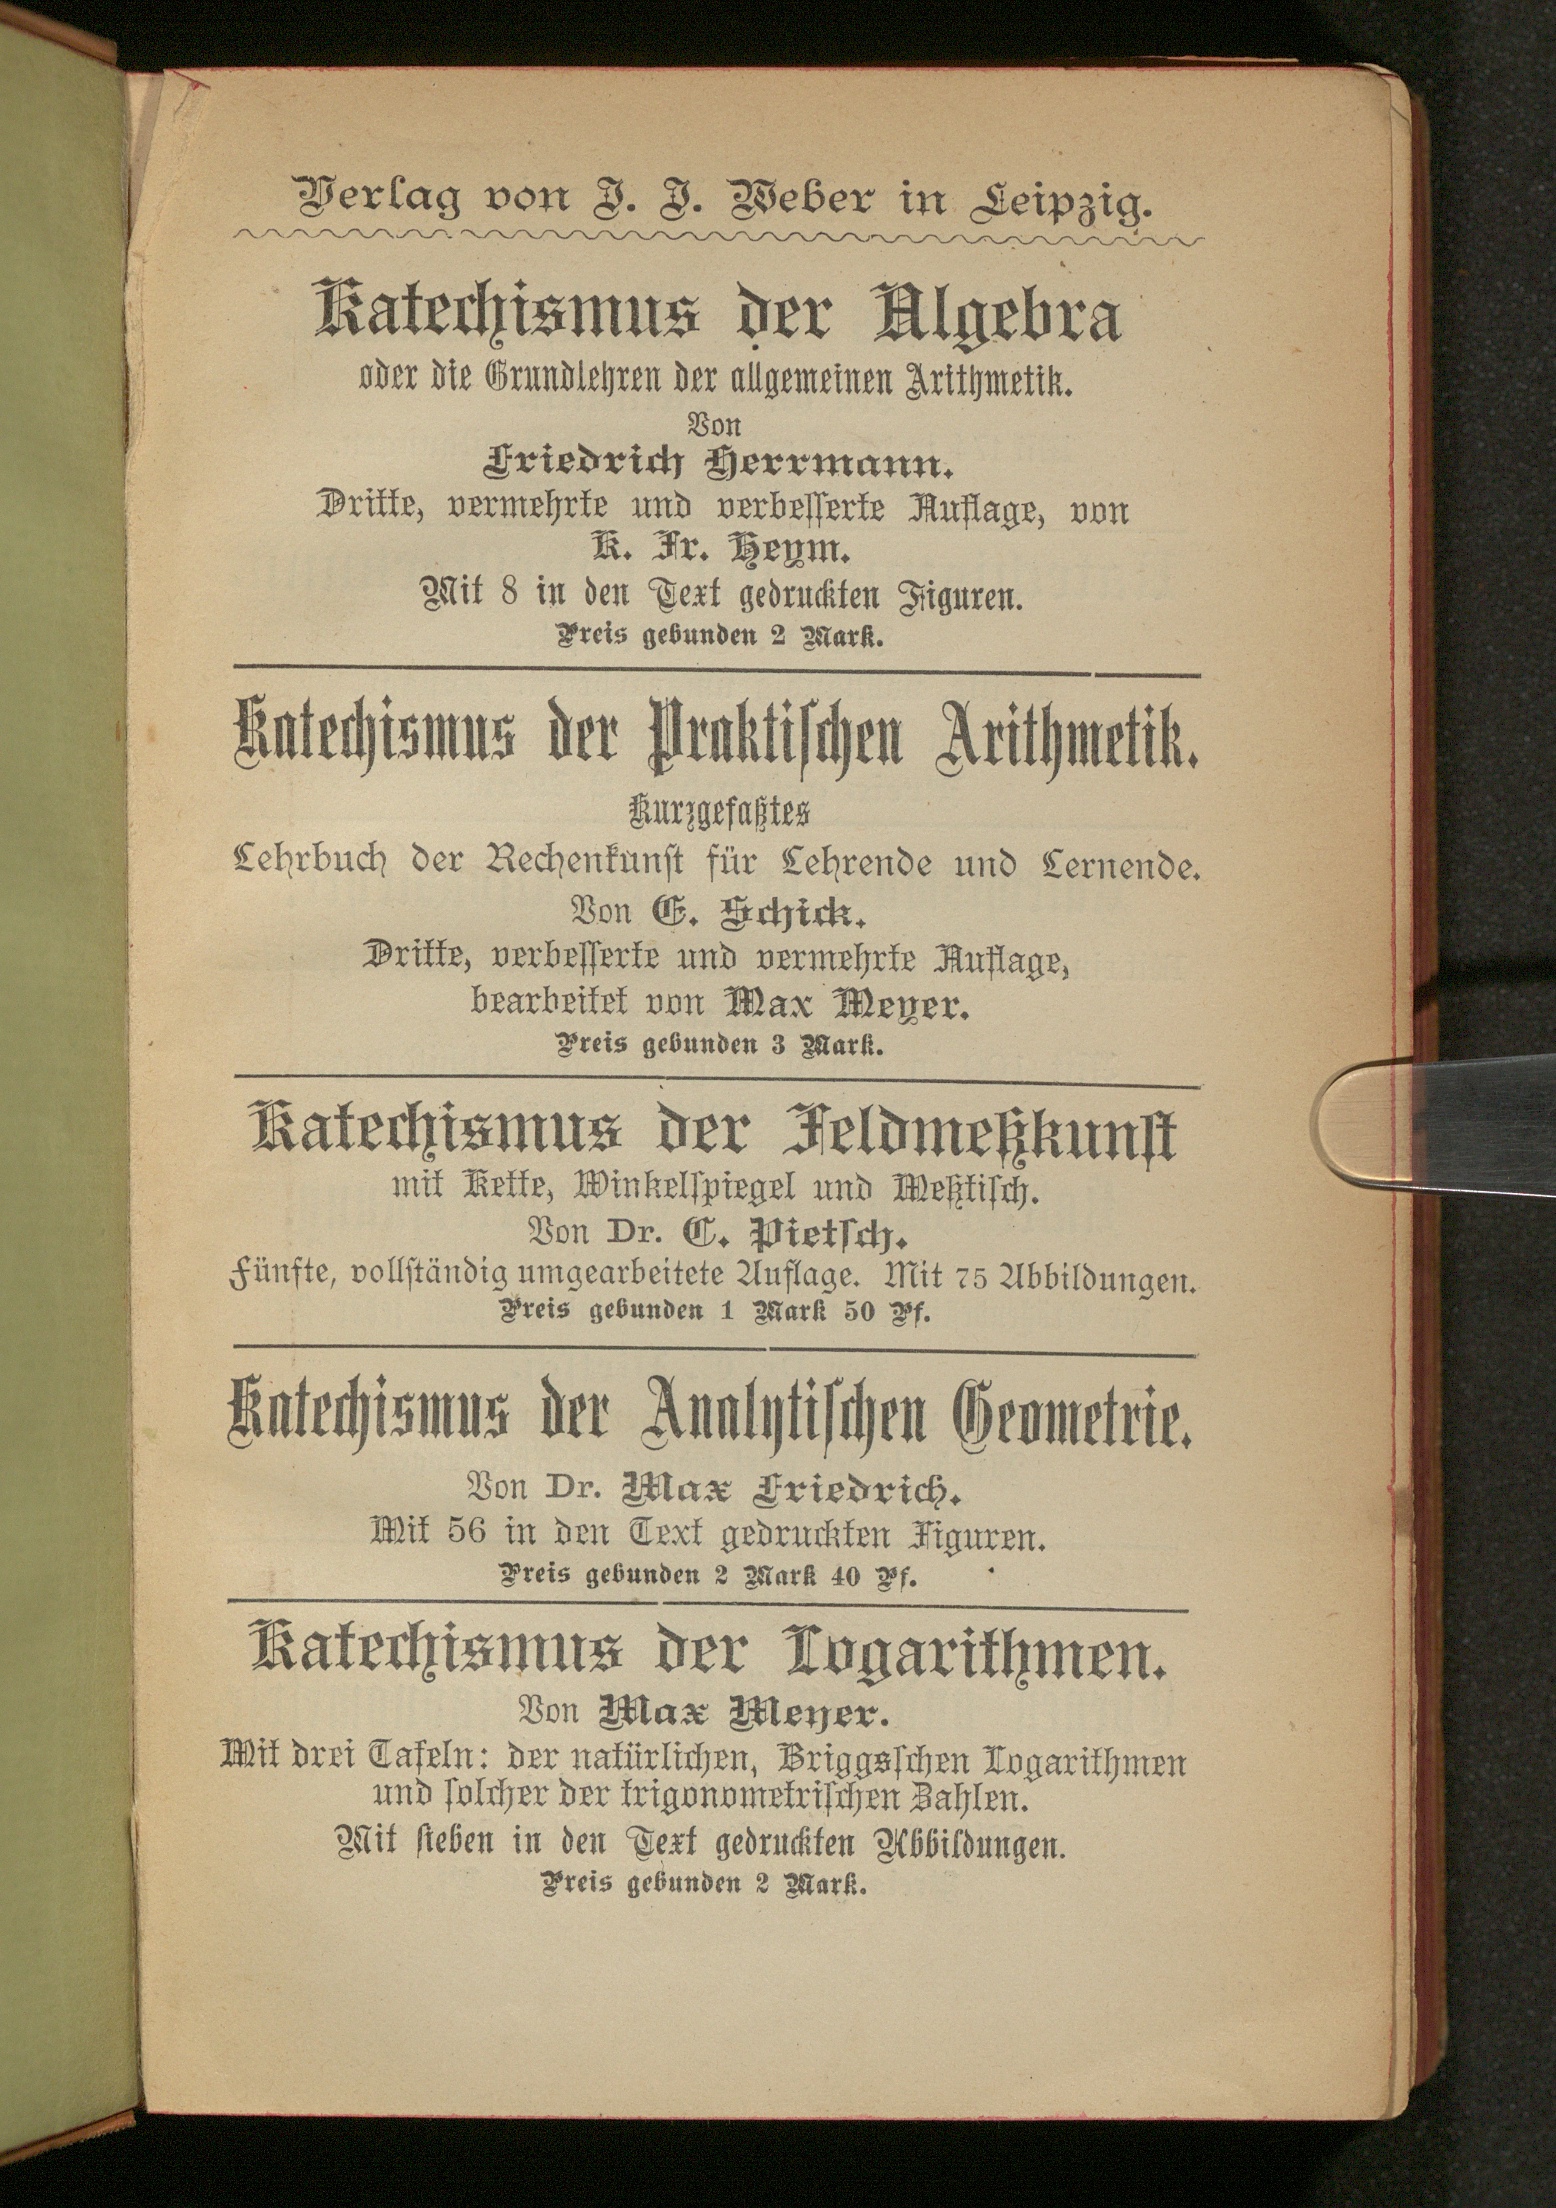 Verlag von J. J. Weber in Leipzig.
Katechismus der Algebra
oder die Grundlehren der allgemeinen Arithmetik.
Von
Friedrich Herrmann.
Dritte, vermehrte und verbesserte Auflage, von
K. Fr. Heym.
Mit 8 in den Text gedruckten Figuren.
Preis gebunden 2 Mark.
Katechismus der Praktischen Arithmetik.
Kurzgefaßtes
Lehrbuch der Rechenkunst für Lehrende und Lernende.
Von E. Schick.
Dritte, verbesserte und vermehrte Auflage,
bearbeitet von Max Meyer.
Preis gebunden 3 Mark.
Katechismus der Feldmeßkunst
mit Kette, Winkelspiegel und Meßtisch.
Von Dr. C. Pietsch.
Fünfte, vollständig umgearbeitete Auflage. Mit 75 Abbildungen.
Preis gebunden 1 Mark 50 Pf.
Katechismus der Analytischen Geometrie.
Von Dr. Max Friedrich.
Mit 56 in den Text gedruckten Figuren.
Preis gebunden 2 Mark 40 Pf.
Katechismus der Logarithmen.
Von Max Meyer.
Mit drei Tafeln: der natürlichen, Briggsschen Logarithmen
und solcher der trigonometrischen Zahlen.
Mit sieben in den Text gedruckten Abbildungen.
Preis gebunden 2 Mark.